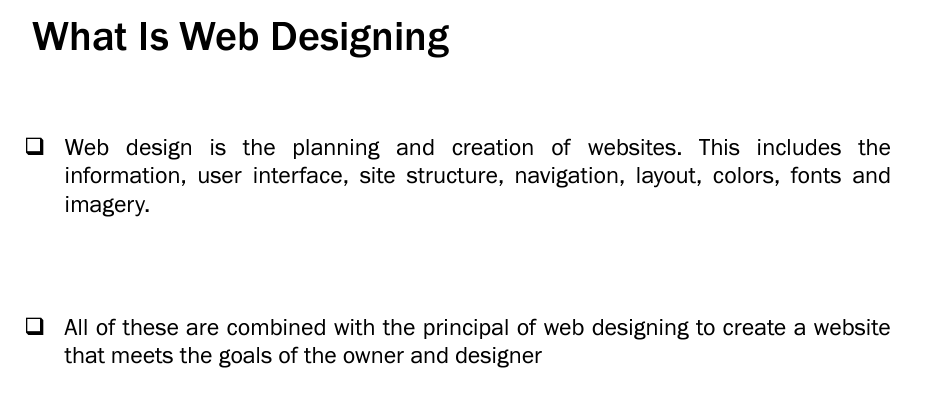 What Is Web Designing
❑ Web design is the planning and creation of websites. This includes the
information, user interface, site structure, navigation, layout, colors, fonts and
imagery.
❑ All of these are combined with the principal of web designing to create a website
that meets the goals of the owner and designer